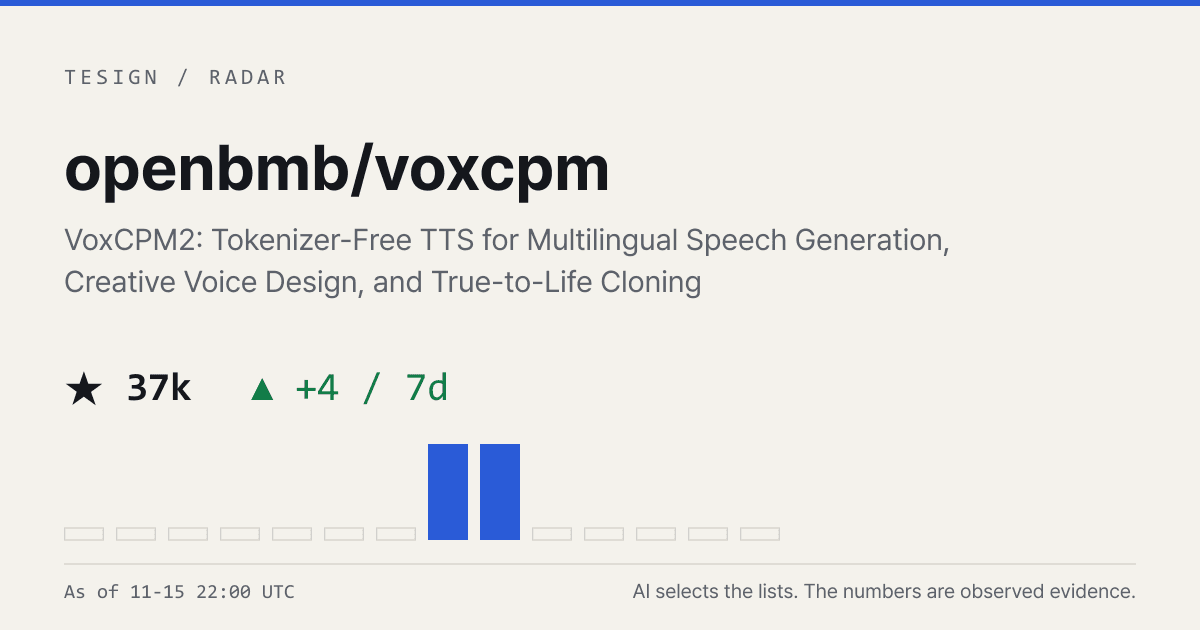 TESIGN / RADAR
openbmb/voxcpm
VoxCPM2: Tokenizer-Free TTS for Multilingual Speech Generation,
Creative Voice Design, and True-to-Life Cloning
★ 37k ▲ +4 / 7d
As of 11-15 22:00 UTC
AI selects the lists. The numbers are observed evidence.